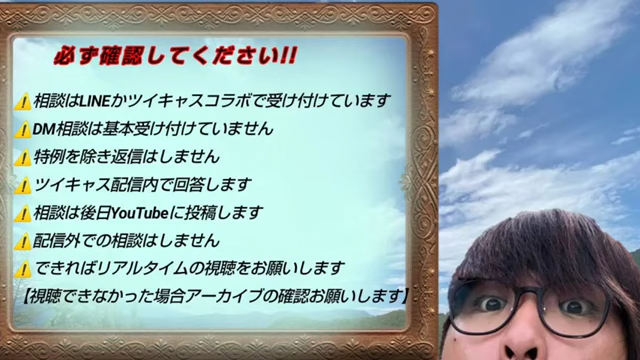 必ず確認してください!!
⚠️相談はLINEかツイキャスコラボで受け付けています
⚠️DM相談は基本受け付けていません
⚠️特例を除き返信はしません
⚠️ツイキャス配信内で回答します
⚠️相談は後日YouTubeに投稿します
⚠️配信外での相談はしません
⚠️できればリアルタイムの視聴をお願いします
【視聴できなかった場合アーカイブの確認お願いします】